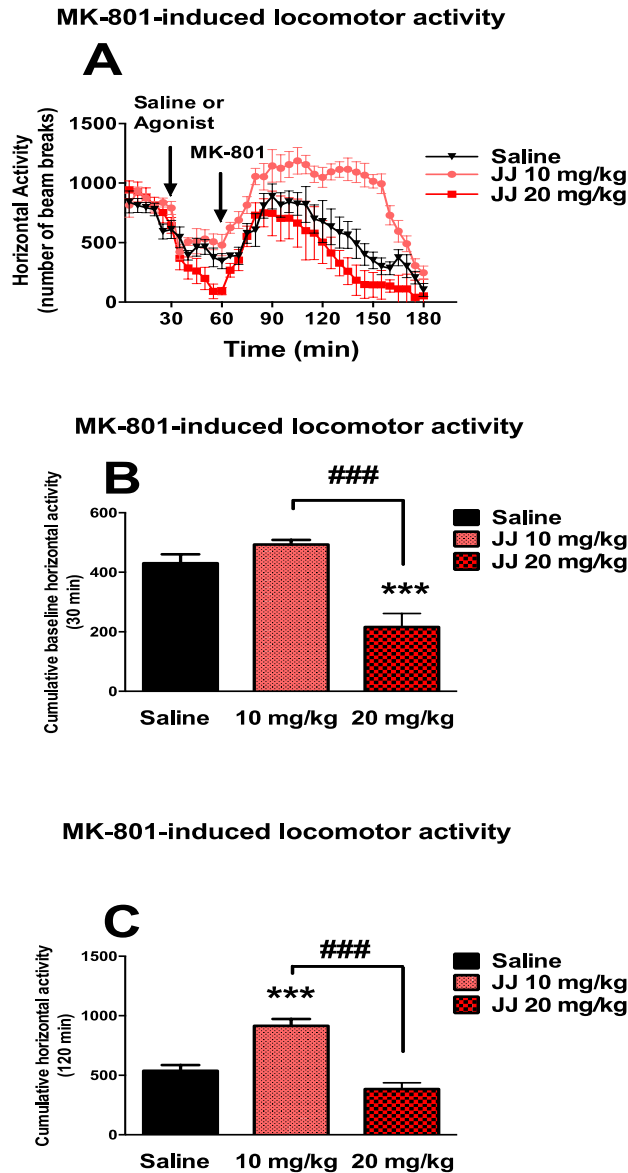 MK-801-induced locomotor activity
A
Saline or
Agonist
MK-801
Horizontal Activity
(number of beam breaks)
1500
1000
500
0
30 60 90 120 150 180
Time (min)
Saline
JJ 10 mg/kg
JJ 20 mg/kg
MK-801-induced locomotor activity
B
###
***
Cumulative baseline horizontal activity
(30 min)
600
400
200
0
Saline 10 mg/kg 20 mg/kg
Saline
JJ 10 mg/kg
JJ 20 mg/kg
MK-801-induced locomotor activity
C
###
***
Cumulative horizontal activity
(120 min)
1500
1000
500
0
Saline 10 mg/kg 20 mg/kg
Saline
JJ 10 mg/kg
JJ 20 mg/kg